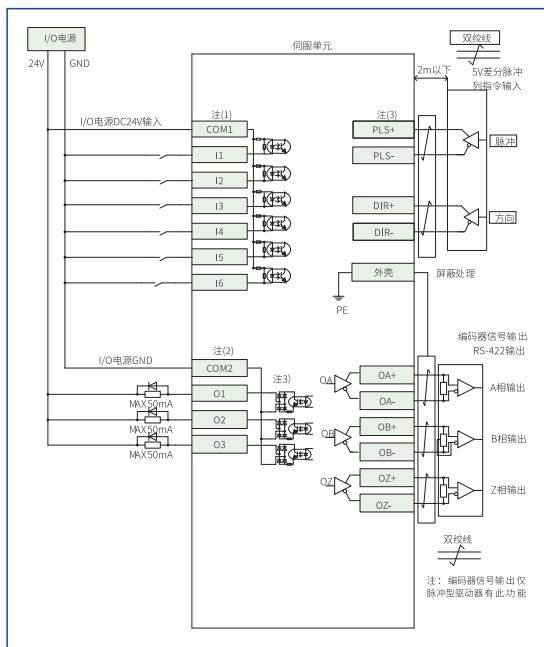 I/O电源
24V
GND
伺服单元
双绞线
2m以下
5V差分脉冲
列指令输入
I/O电源DC24V输入
注(1)
COM1
I1
I2
I3
I4
I5
I6
注(3)
PLS+
PLS-
脉冲
DIR+
DIR-
方向
外壳
屏蔽处理
PE
I/O电源GND
注(2)
COM2
注3)
O1
MAX50mA
O2
MAX50mA
O3
MAX50mA
编码器信号输出
RS-422输出
OA
OA+
OA-
A相输出
OB
OB+
OB-
B相输出
OZ
OZ+
OZ-
Z相输出
双绞线
注：编码器信号输出仅
脉冲型驱动器有此功能